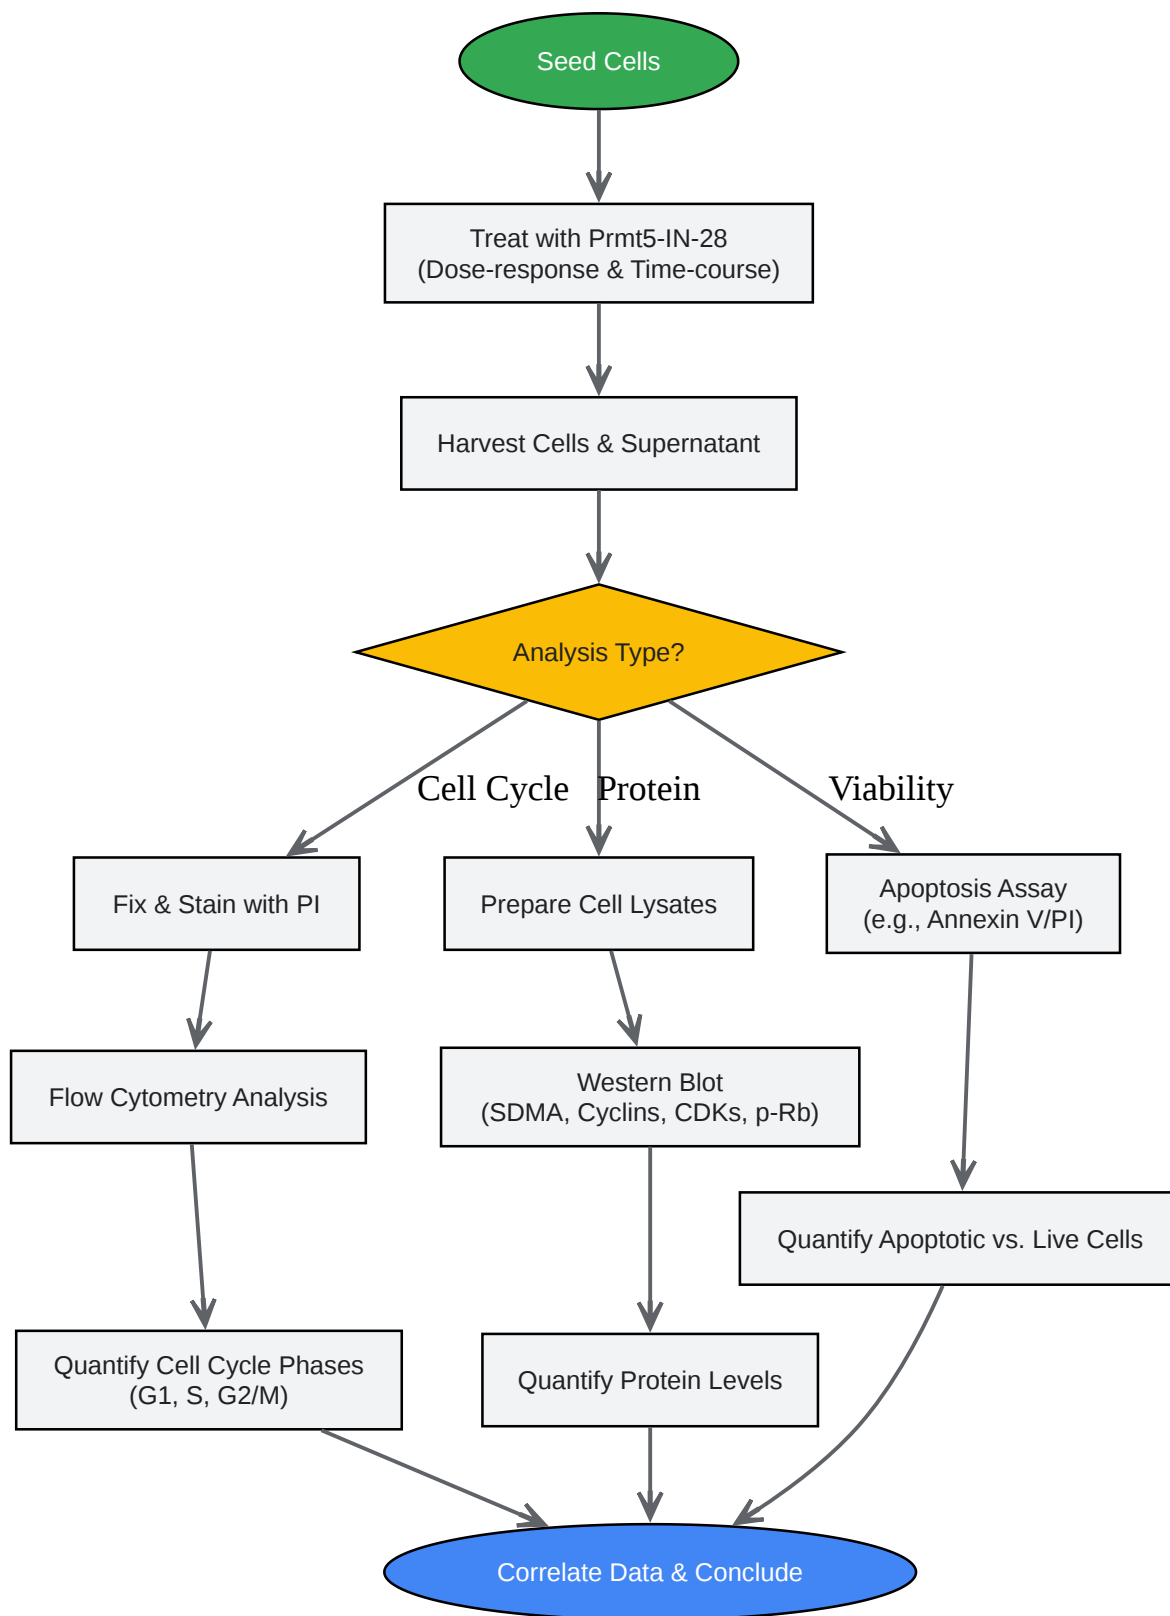 Seed Cells
Treat with Prmt5-IN-28
(Dose-response & Time-course)
Harvest Cells & Supernatant
Analysis Type?
Cell Cycle
Protein
Viability
Fix & Stain with PI
Prepare Cell Lysates
Apoptosis Assay
(e.g., Annexin V/PI)
Flow Cytometry Analysis
Western Blot
(SDMA, Cyclins, CDKs, p-Rb)
Quantify Apoptotic vs. Live Cells
Quantify Cell Cycle Phases
(G1, S, G2/M)
Quantify Protein Levels
Correlate Data & Conclude